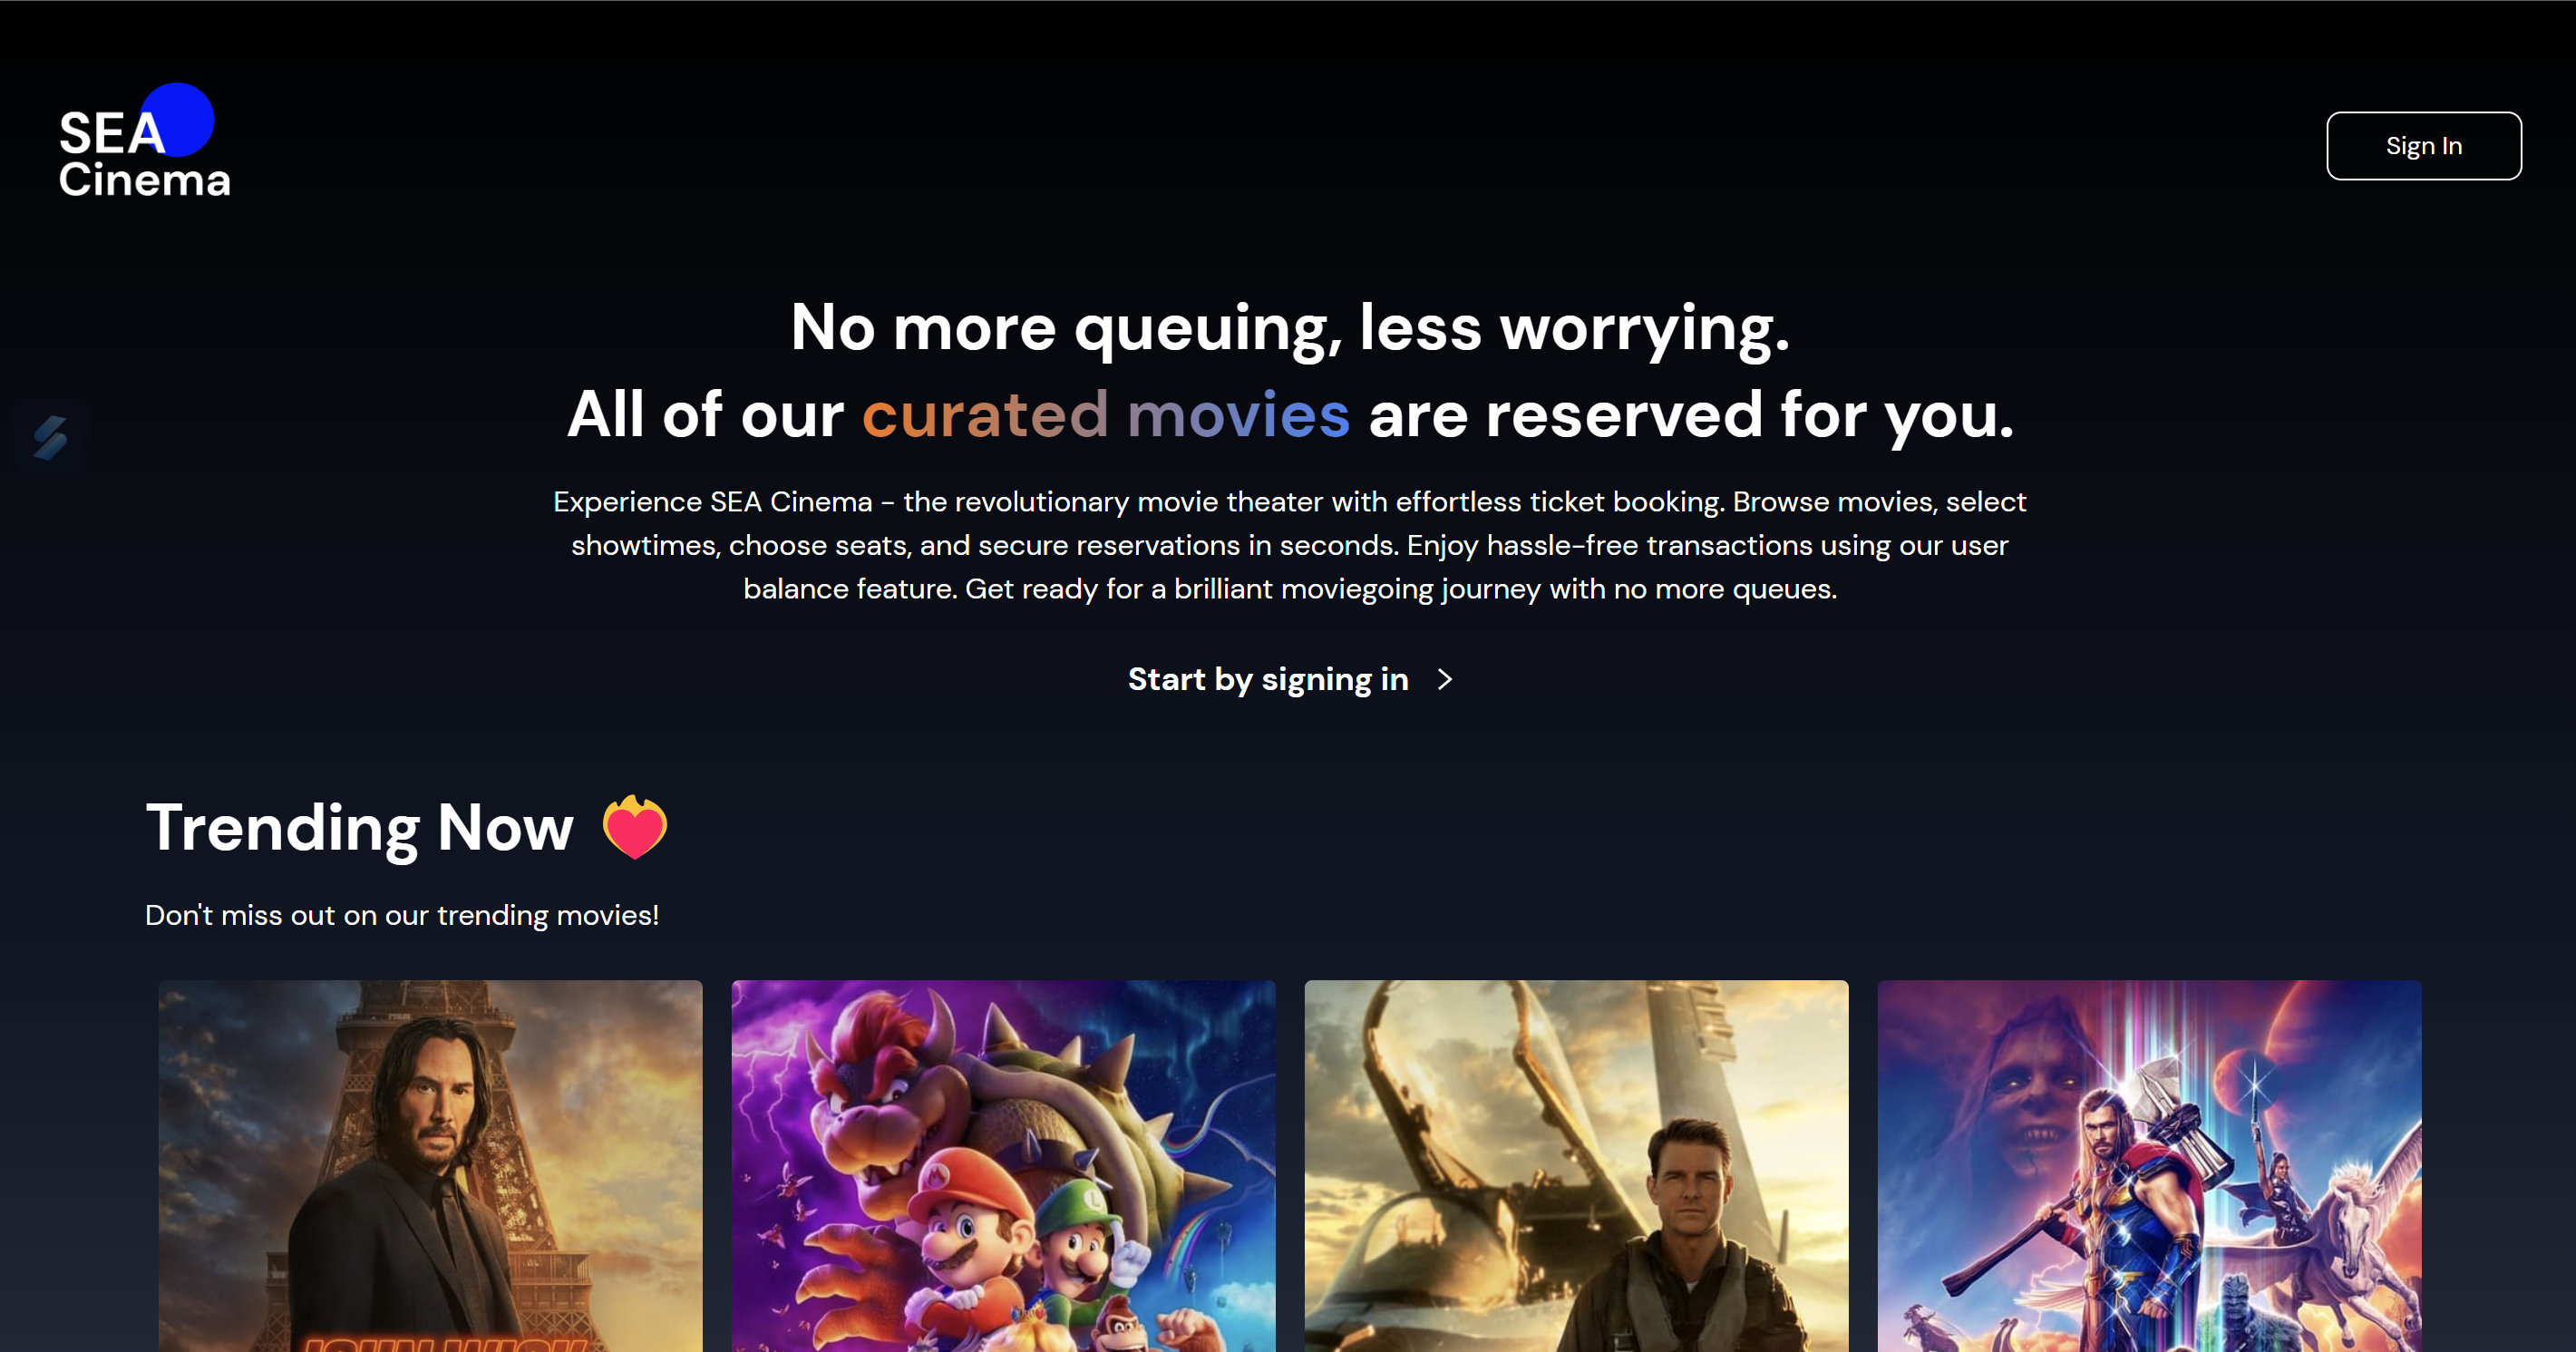 SEA
Cinema
Sign In
No more queuing, less worrying.
All of our curated movies are reserved for you.
Experience SEA Cinema - the revolutionary movie theater with effortless ticket booking. Browse movies, select
showtimes, choose seats, and secure reservations in seconds. Enjoy hassle-free transactions using our user
balance feature. Get ready for a brilliant moviegoing journey with no more queues.
Start by signing in
Trending Now
Don't miss out on our trending movies!
M
L
JOHN WICK